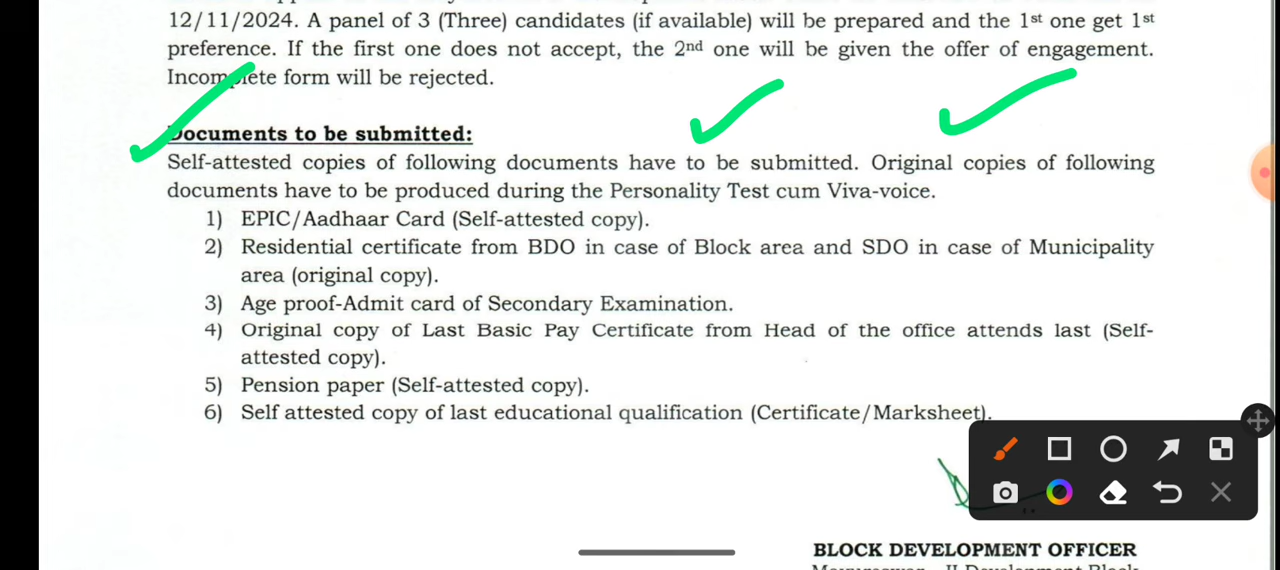 12/11/2024. A panel of 3 (Three) candidates (if available) will be prepared and the 1st one get 1st
preference. If the first one does not accept, the 2nd one will be given the offer of engagement.
Incomplete form will be rejected.
Documents to be submitted:
Self-attested copies of following documents have to be submitted. Original copies of following
documents have to be produced during the Personality Test cum Viva-voice.
1) EPIC/Aadhaar Card (Self-attested copy).
2) Residential certificate from BDO in case of Block area and SDO in case of Municipality
area (original copy).
3) Age proof-Admit card of Secondary Examination.
4) Original copy of Last Basic Pay Certificate from Head of the office attends last (Self-
attested copy).
5) Pension paper (Self-attested copy).
6) Self attested copy of last educational qualification (Certificate/Marksheet).
BLOCK DEVELOPMENT OFFICER